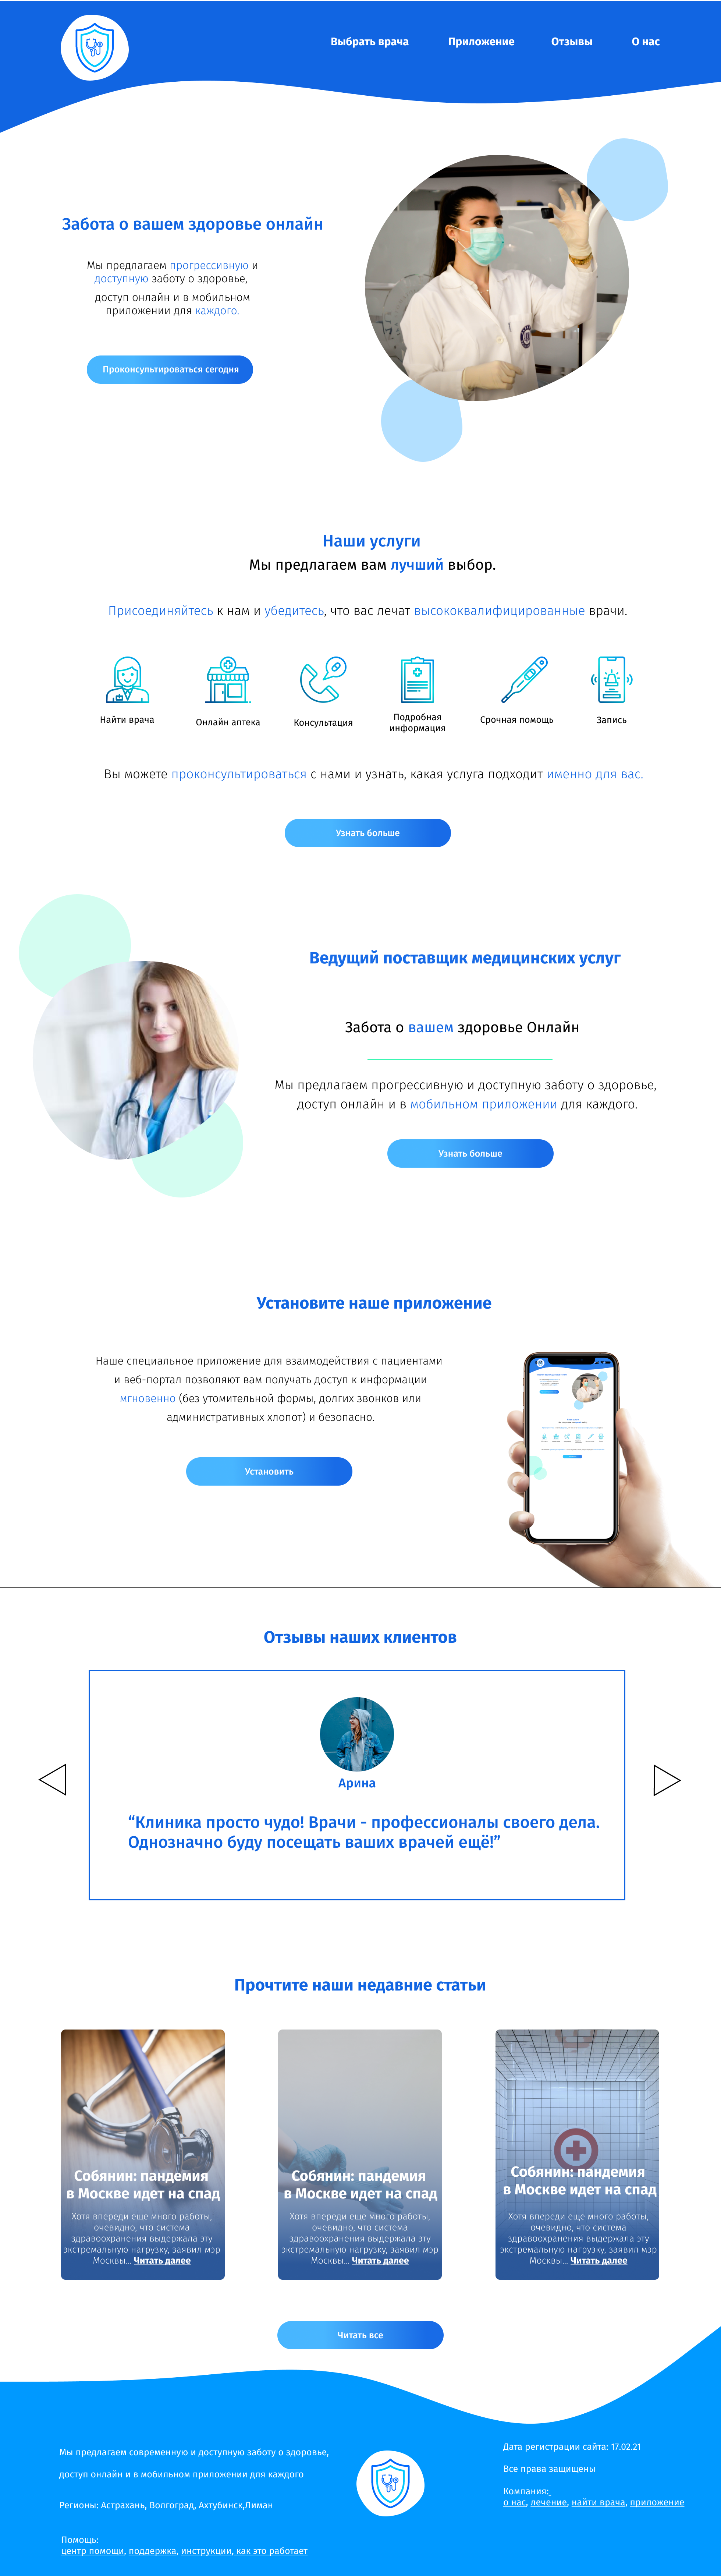 Выбрать врача
Приложение
Отзывы
О нас
Забота о вашем здоровье онлайн
Мы предлагаем прогрессивную и
доступную заботу о здоровье,
доступ онлайн и в мобильном
приложении для каждого.
Проконсультироваться сегодня
Наши услуги
Мы предлагаем вам лучший выбор.
Присоединяйтесь к нам и убедитесь, что вас лечат высококвалифицированные врачи.
Найти врача
Онлайн аптека
Консультация
Подробная
информация
Срочная помощь
Запись
Вы можете проконсультироваться с нами и узнать, какая услуга подходит именно для вас.
Узнать больше
Ведущий поставщик медицинских услуг
Забота о вашем здоровье Онлайн
Мы предлагаем прогрессивную и доступную заботу о здоровье,
доступ онлайн и в мобильном приложении для каждого.
Узнать больше
Установите наше приложение
Наше специальное приложение для взаимодействия с пациентами
и веб-портал позволяют вам получать доступ к информации
мгновенно (без утомительной формы, долгих звонков или
административных хлопот) и безопасно.
Установить
Отзывы наших клиентов
Арина
“Клиника просто чудо! Врачи - профессионалы своего дела.
Однозначно буду посещать ваших врачей ещё!”
Прочтите наши недавние статьи
Собянин: пандемия
в Москве идет на спад
Хотя впереди еще много работы,
очевидно, что система
здравоохранения выдержала эту
экстремальную нагрузку, заявил мэр
Москвы... Читать далее
Собянин: пандемия
в Москве идет на спад
Хотя впереди еще много работы,
очевидно, что система
здравоохранения выдержала эту
экстремальную нагрузку, заявил мэр
Москвы... Читать далее
Собянин: пандемия
в Москве идет на спад
Хотя впереди еще много работы,
очевидно, что система
здравоохранения выдержала эту
экстремальную нагрузку, заявил мэр
Москвы... Читать далее
Читать все
Мы предлагаем современную и доступную заботу о здоровье,
доступ онлайн и в мобильном приложении для каждого
Регионы: Астрахань, Волгоград, Ахтубинск,Лиман
Помощь:
центр помощи, поддержка, инструкции, как это работает
Дата регистрации сайта: 17.02.21
Все права защищены
Компания:
о нас, лечение, найти врача, приложение